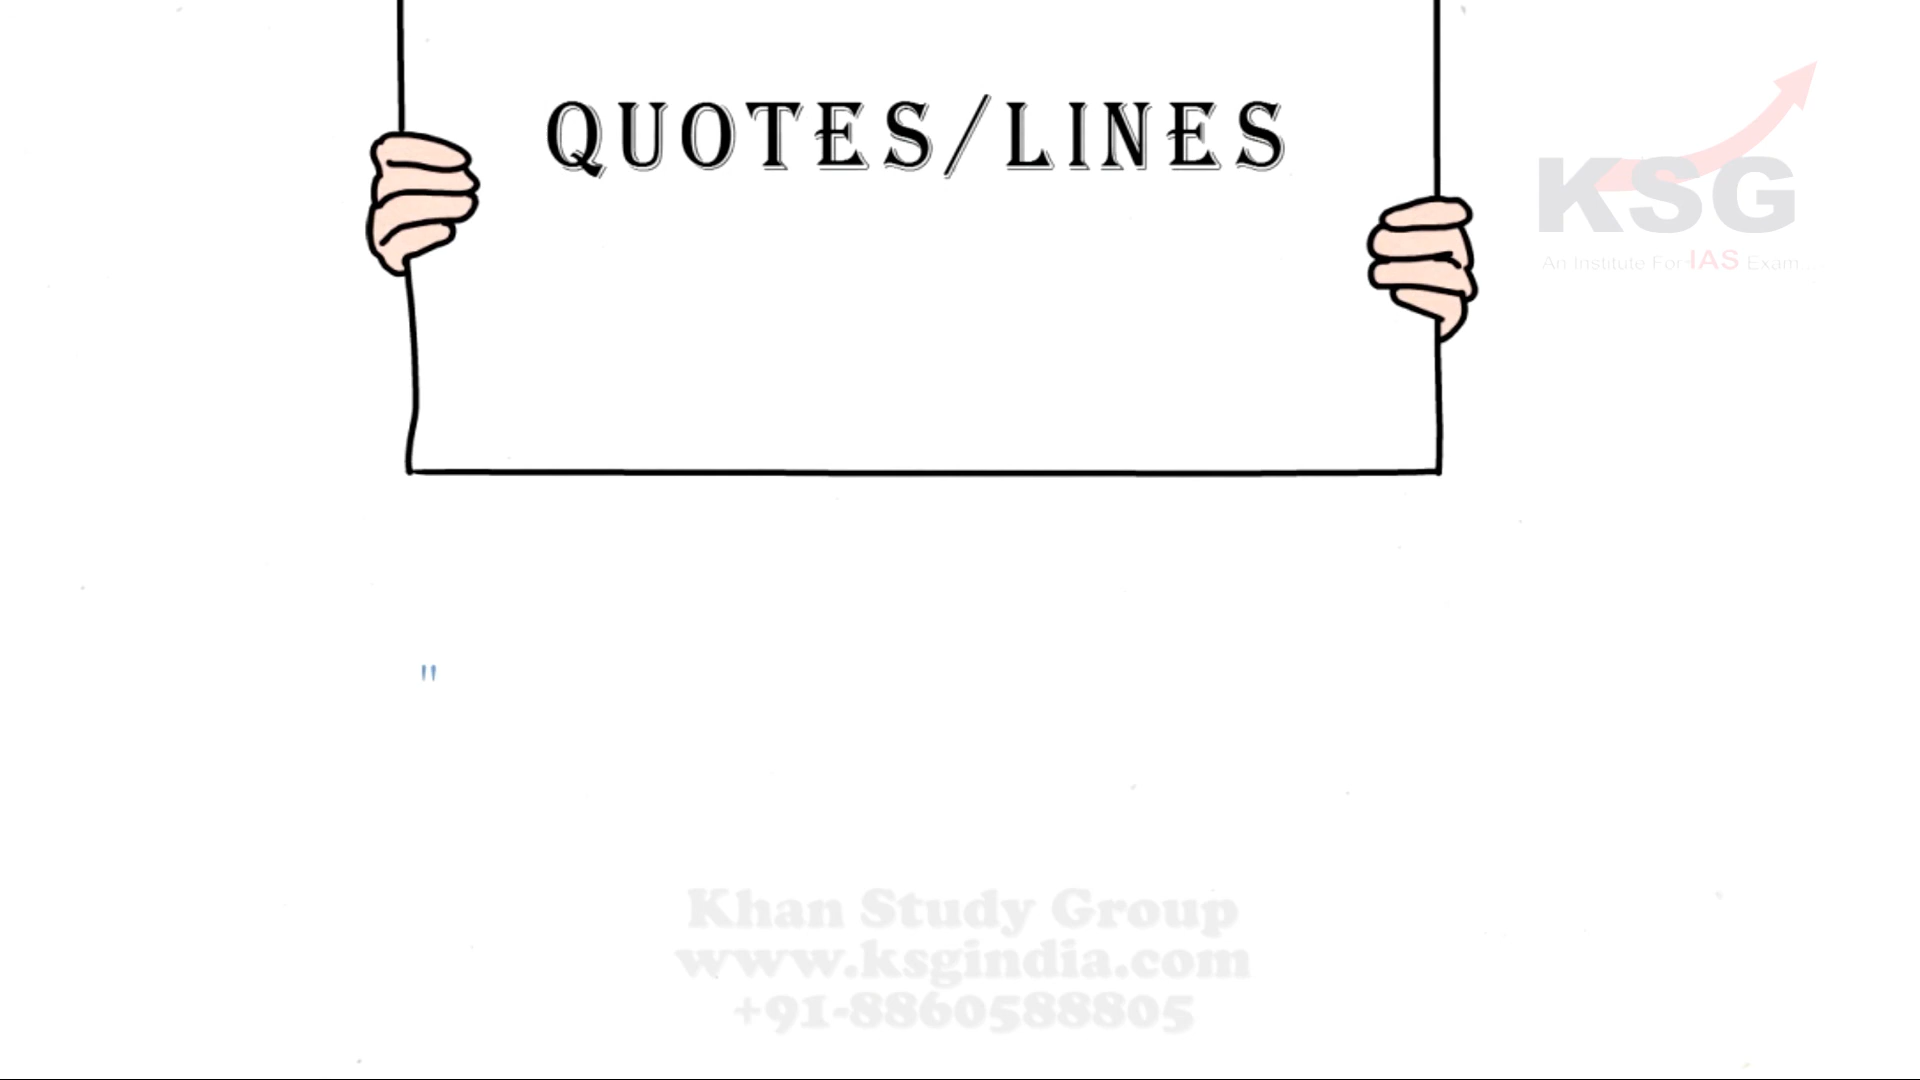 QUOTES/LINES
KSG
An Institute For IAS Exam...
"
Khan Study Group
www.ksgindia.com
+91-8860588805